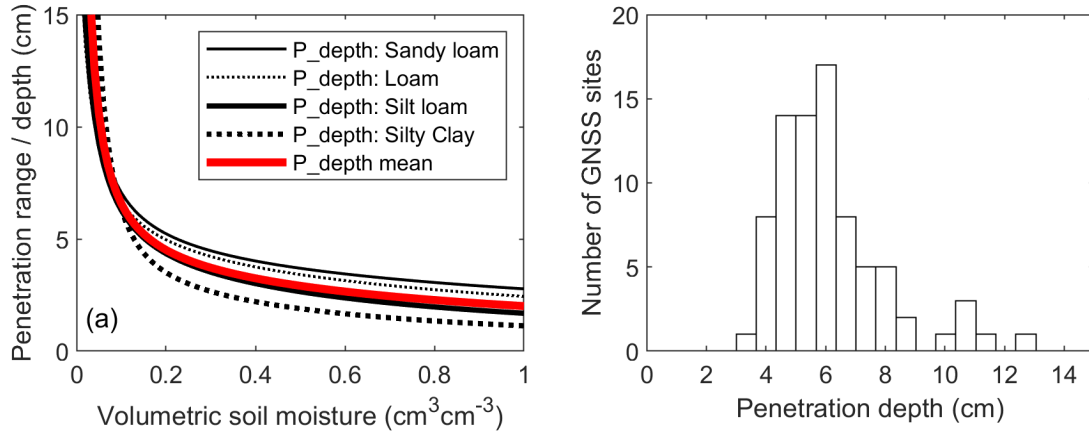 Penetration range / depth (cm)
15
10
5
0
P_depth: Sandy loam
P_depth: Loam
P_depth: Silt loam
P_depth: Silty Clay
P_depth mean
(a)
0 0.2 0.4 0.6 0.8 1
Volumetric soil moisture (cm³cm⁻³)
Number of GNSS sites
20
15
10
5
0
0 2 4 6 8 10 12 14
Penetration depth (cm)